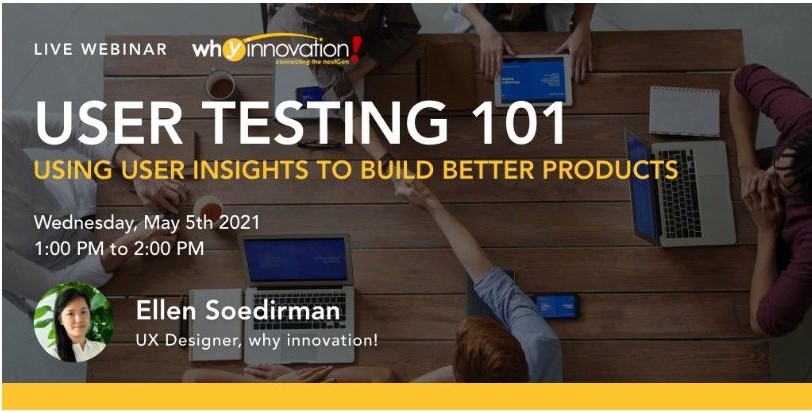 LIVE WEBINAR whyinnovation!
connecting the nextGen
USER TESTING 101
USING USER INSIGHTS TO BUILD BETTER PRODUCTS
Wednesday, May 5th 2021
1:00 PM to 2:00 PM
Ellen Soedirman
UX Designer, why innovation!